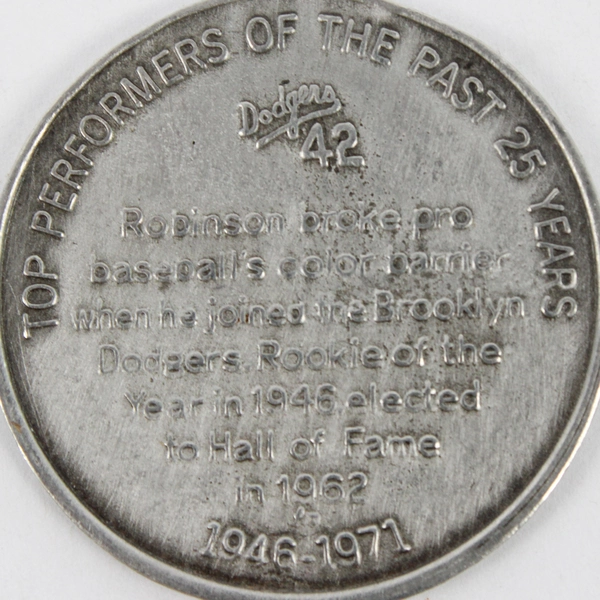 TOP PERFORMERS OF THE PAST 25 YEARS
Dodgers
42
Robinson broke pro
baseball's color barrier
when he joined the Brooklyn
Dodgers. Rookie of the
Year in 1946, elected
to Hall of Fame
in 1962
1946-1971